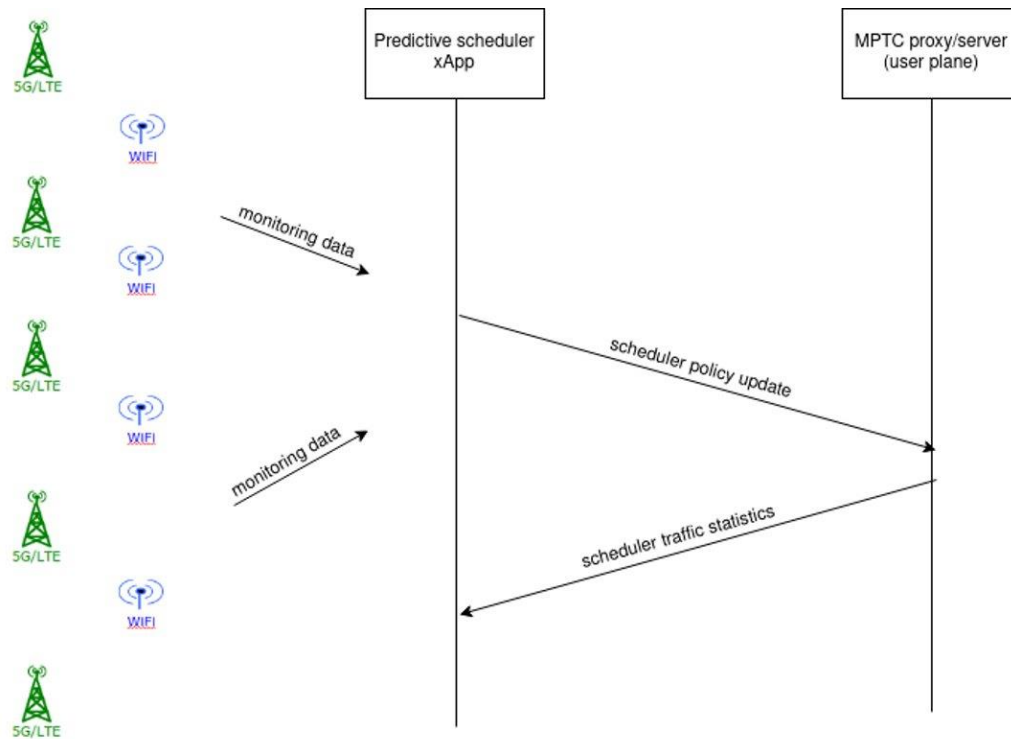 5G/LTE
Predictive scheduler
xApp
MPTC proxy/server
(user plane)
WIFI
5G/LTE
monitoring data
WIFI
5G/LTE
scheduler policy update
WIFI
monitoring data
5G/LTE
scheduler traffic statistics
WIFI
5G/LTE